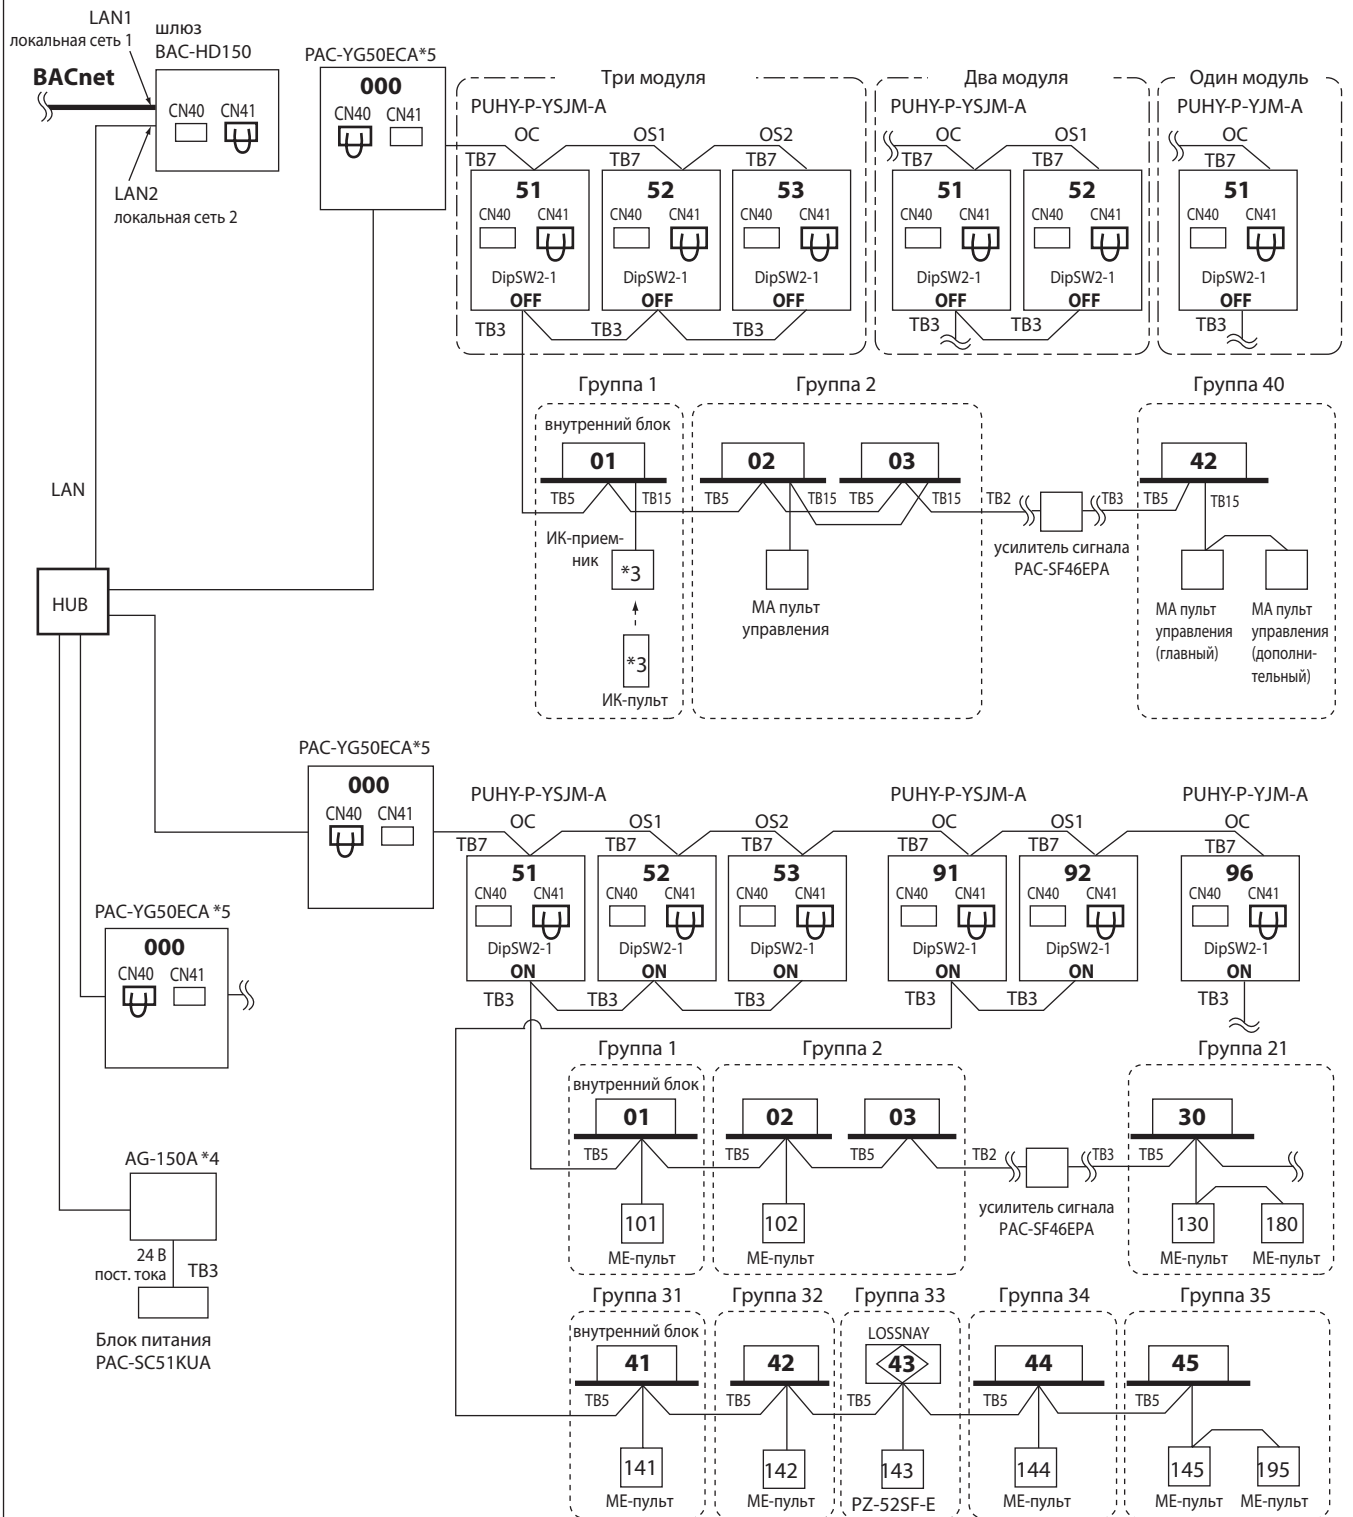 LAN1
локальная сеть 1
шлюз
BAC-HD150
BACnet
CN40 CN41
LAN2
локальная сеть 2
PAC-YG50ECA*5
000
CN40 CN41
Три модуля
PUHY-P-YSJM-A
OC OS1 OS2
TB7 TB7 TB7
51 52 53
CN40 CN41 CN40 CN41 CN40 CN41
DipSW2-1 DipSW2-1 DipSW2-1
OFF OFF OFF
TB3 TB3 TB3
Два модуля
PUHY-P-YSJM-A
OC OS1
TB7 TB7
51 52
CN40 CN41 CN40 CN41
DipSW2-1 DipSW2-1
OFF OFF
TB3 TB3
Один модуль
PUHY-P-YJM-A
OC
TB7
51
CN40 CN41
DipSW2-1
OFF
TB3
Группа 1
внутренний блок
01
TB5 TB15
ИК-прием-
ник
*3
*3
ИК-пульт
Группа 2
02 03
TB5 TB15 TB5 TB15
МА пульт
управления
TB2 TB3
усилитель сигнала
PAC-SF46EPA
Группа 40
42
TB5 TB15
МА пульт
управления
(главный)
МА пульт
управления
(дополни-
тельный)
LAN
HUB
PAC-YG50ECA*5
000
CN40 CN41
PUHY-P-YSJM-A
OC OS1 OS2
TB7 TB7 TB7
51 52 53
CN40 CN41 CN40 CN41 CN40 CN41
DipSW2-1 DipSW2-1 DipSW2-1
ON ON ON
TB3 TB3 TB3
PUHY-P-YSJM-A
OC OS1
TB7 TB7
91 92
CN40 CN41 CN40 CN41
DipSW2-1 DipSW2-1
ON ON
TB3 TB3
PUHY-P-YJM-A
OC
TB7
96
CN40 CN41
DipSW2-1
ON
TB3
PAC-YG50ECA *5
000
CN40 CN41
AG-150A *4
24 В
пост. тока
TB3
Блок питания
PAC-SC51KUA
Группа 1
внутренний блок
01
TB5
101
МЕ-пульт
Группа 2
02 03
TB5 TB5
102
МЕ-пульт
TB2 TB3
усилитель сигнала
PAC-SF46EPA
Группа 21
30
TB5
130 180
МЕ-пульт МЕ-пульт
Группа 31
внутренний блок
41
TB5
141
МЕ-пульт
Группа 32
42
TB5
142
МЕ-пульт
Группа 33
LOSSNAY
43
TB5
143
PZ-52SF-E
Группа 34
44
TB5
144
МЕ-пульт
Группа 35
45
TB5
145 195
МЕ-пульт МЕ-пульт